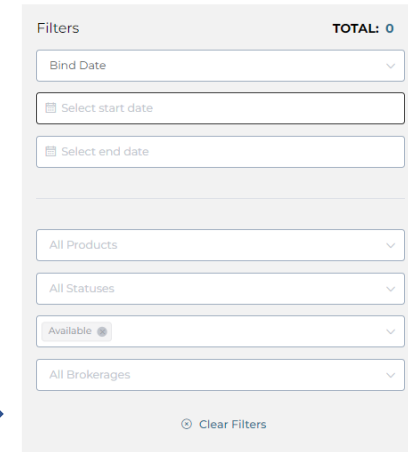 Filters TOTAL: 0
Bind Date
Select start date
Select end date
All Products
All Statuses
Available
All Brokerages
Clear Filters